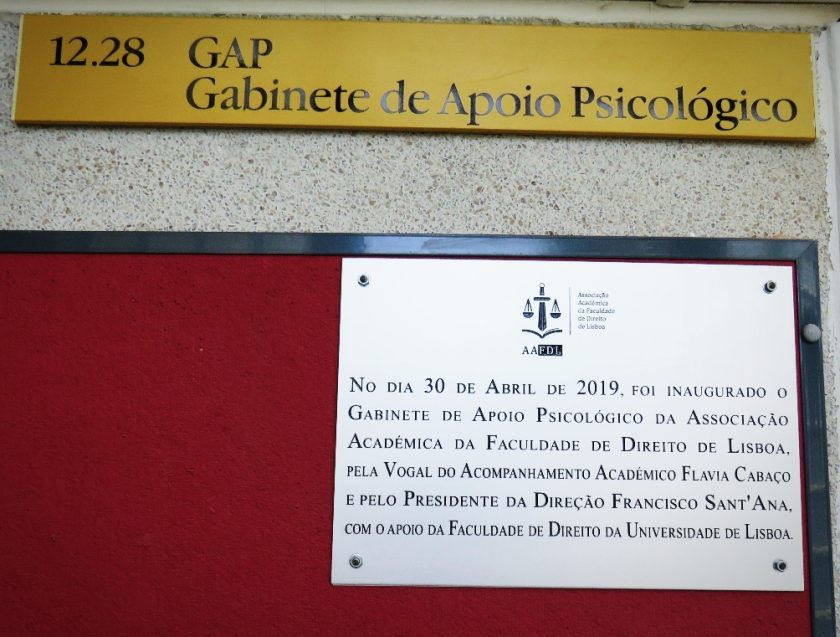 12.28 GAP
Gabinete de Apoio Psicológico
Associação
Académica
da Faculdade
de Direito
de Lisboa
AAFDL
No dia 30 de Abril de 2019, foi inaugurado o
Gabinete de Apoio Psicológico da Associação
Académica da Faculdade de Direito de Lisboa,
pela Vogal do Acompanhamento Académico Flavia Cabaço
e pelo Presidente da Direção Francisco Sant'Ana,
com o apoio da Faculdade de Direito da Universidade de Lisboa.